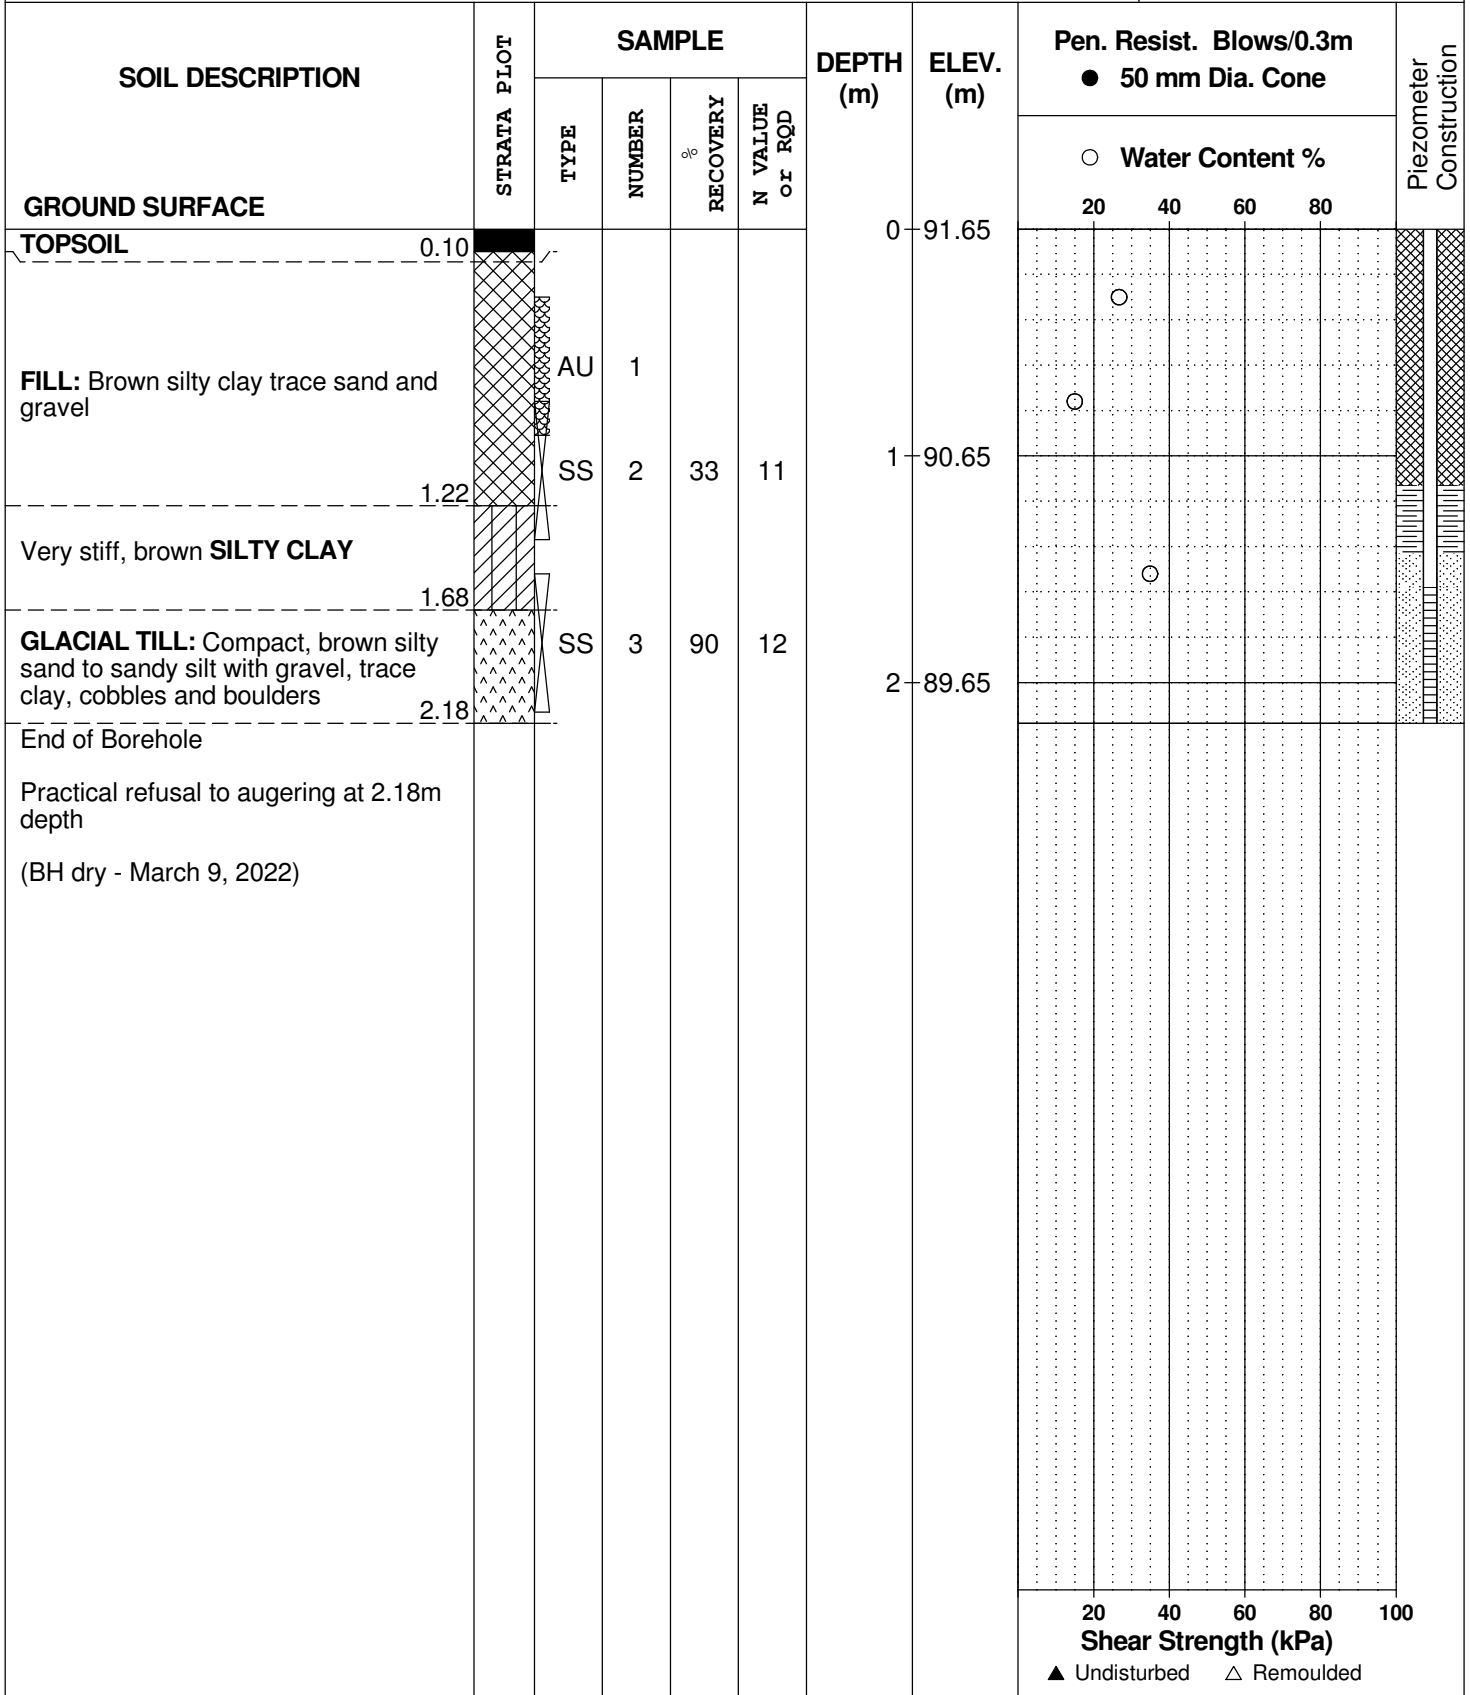 SOIL DESCRIPTION
GROUND SURFACE
STRATA PLOT
SAMPLE
TYPE
NUMBER
% RECOVERY
N VALUE
or RQD
DEPTH
(m)
ELEV.
(m)
Pen. Resist. Blows/0.3m
● 50 mm Dia. Cone
○ Water Content %
20 40 60 80
Piezometer
Construction
TOPSOIL 0.10
0 91.65
FILL: Brown silty clay trace sand and
gravel
AU 1
SS 2 33 11
1 90.65
1.22
Very stiff, brown SILTY CLAY
1.68
GLACIAL TILL: Compact, brown silty
sand to sandy silt with gravel, trace
clay, cobbles and boulders
2.18
SS 3 90 12
2 89.65
End of Borehole
Practical refusal to augering at 2.18m
depth
(BH dry - March 9, 2022)
20 40 60 80 100
Shear Strength (kPa)
▲ Undisturbed △ Remoulded